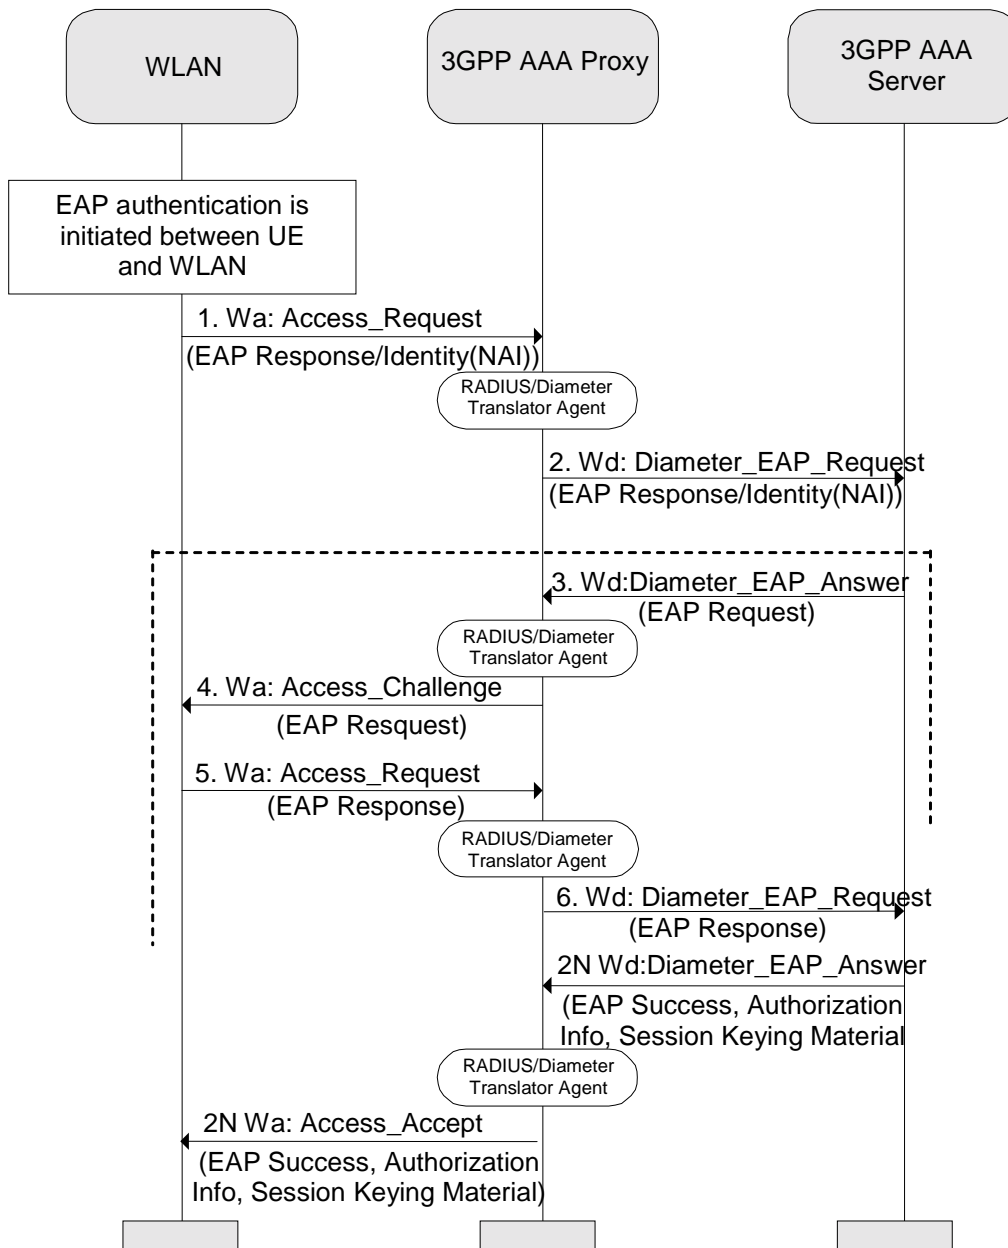 WLAN
3GPP AAA Proxy
3GPP AAA
Server
EAP authentication is
initiated between UE
and WLAN
1. Wa: Access_Request
(EAP Response/Identity(NAI))
RADIUS/Diameter
Translator Agent
2. Wd: Diameter_EAP_Request
(EAP Response/Identity(NAI))
3. Wd:Diameter_EAP_Answer
(EAP Request)
RADIUS/Diameter
Translator Agent
4. Wa: Access_Challenge
(EAP Resquest)
5. Wa: Access_Request
(EAP Response)
RADIUS/Diameter
Translator Agent
6. Wd: Diameter_EAP_Request
(EAP Response)
2N Wd:Diameter_EAP_Answer
(EAP Success, Authorization
Info, Session Keying Material
RADIUS/Diameter
Translator Agent
2N Wa: Access_Accept
(EAP Success, Authorization
Info, Session Keying Material)